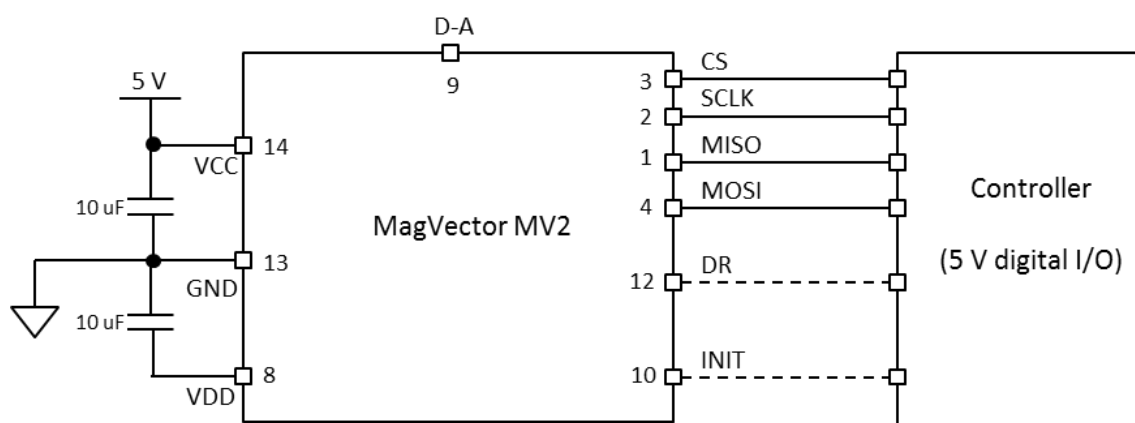 D-A
9
5 V
VCC
14
10 uF
GND
13
10 uF
VDD
8
MagVector MV2
3
CS
2
SCLK
1
MISO
4
MOSI
12
DR
10
INIT
Controller
(5 V digital I/O)